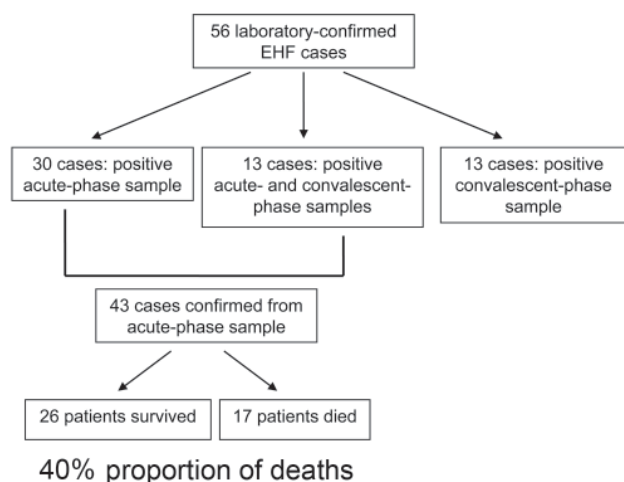 56 laboratory-confirmed
EHF cases
30 cases: positive
acute-phase sample
13 cases: positive
acute- and convalescent-
phase samples
13 cases: positive
convalescent-phase
sample
43 cases confirmed from
acute-phase sample
26 patients survived
17 patients died
40% proportion of deaths